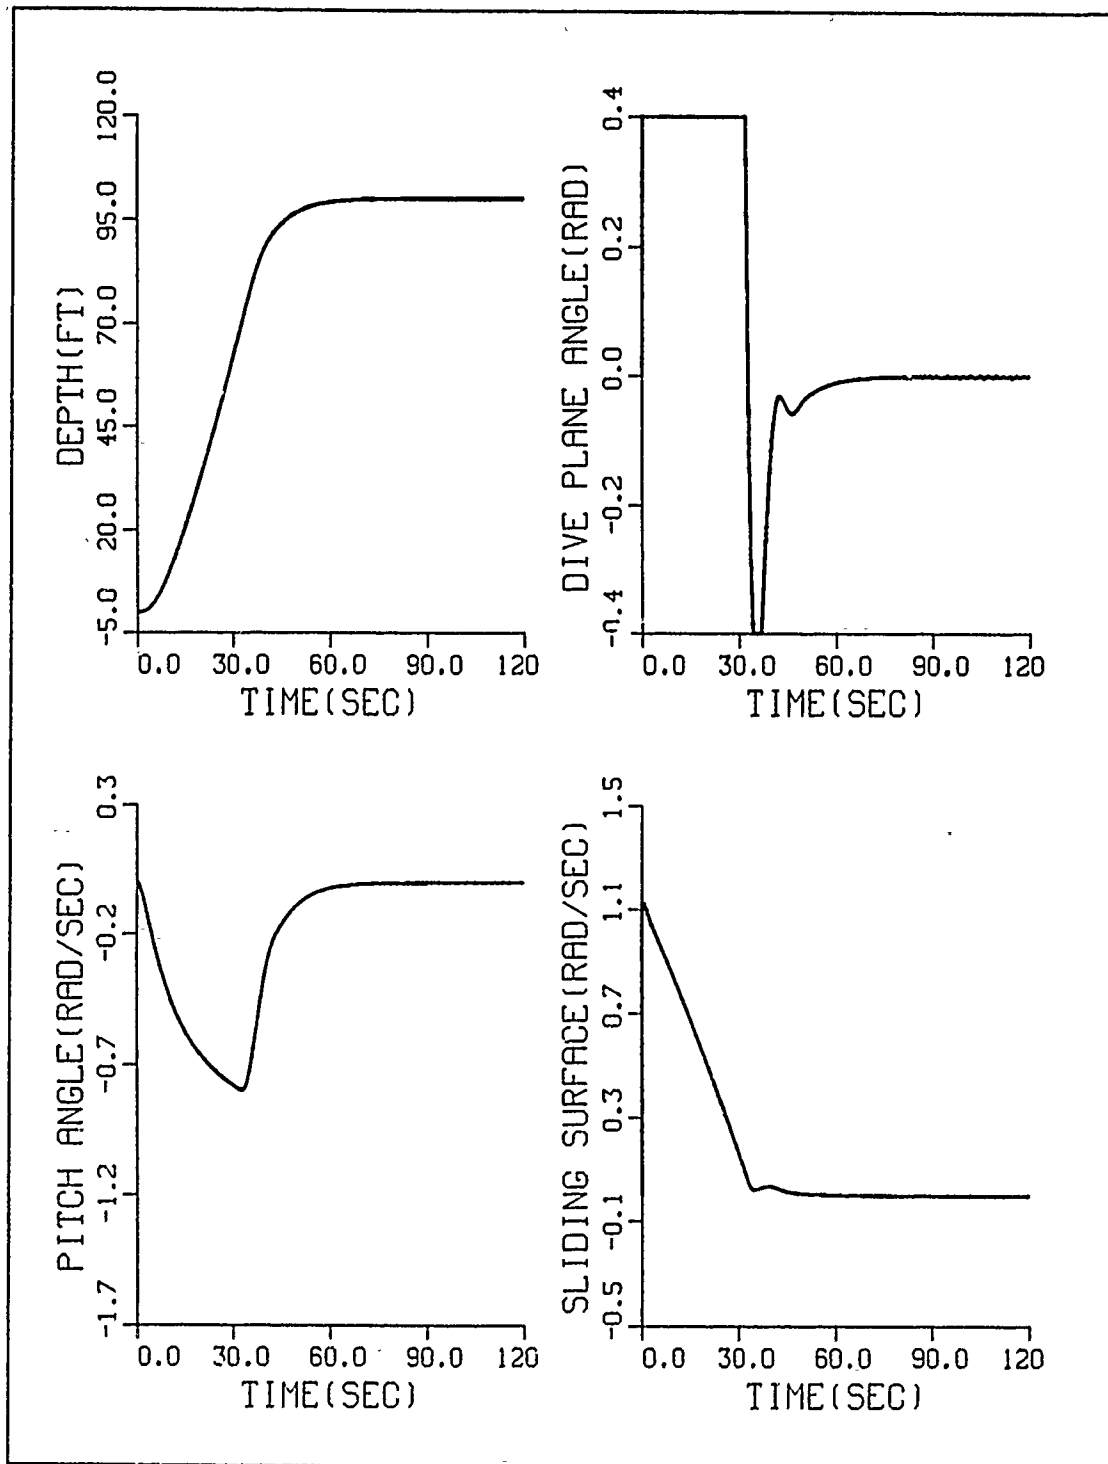 DEPTH(FT)
120.0
95.0
70.0
45.0
20.0
-5.0
0.0 30.0 60.0 90.0 120
TIME(SEC)
DIVE PLANE ANGLE(RAD)
0.4
0.2
0.0
-0.2
-0.4
0.0 30.0 60.0 90.0 120
TIME(SEC)
PITCH ANGLE(RAD/SEC)
0.3
-0.2
-0.7
-1.2
-1.7
0.0 30.0 60.0 90.0 120
TIME(SEC)
SLIDING SURFACE(RAD/SEC)
1.5
1.1
0.7
0.3
-0.1
-0.5
0.0 30.0 60.0 90.0 120
TIME(SEC)